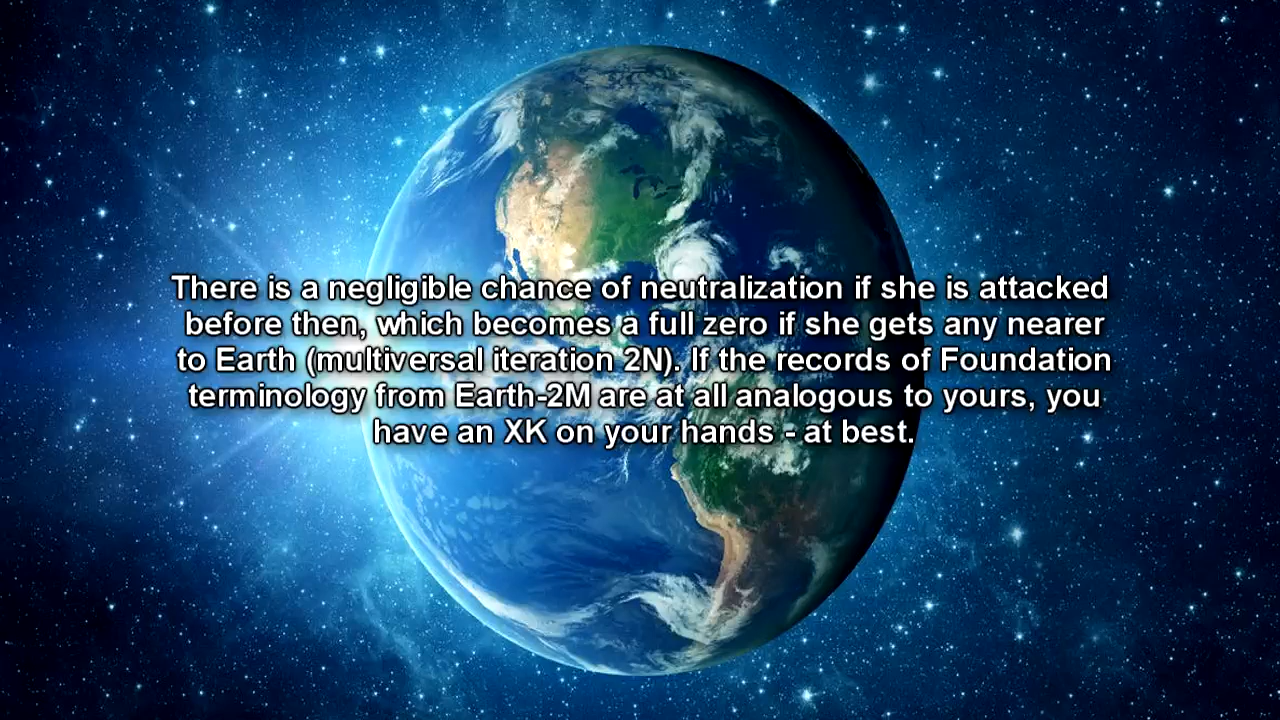 There is a negligible chance of neutralization if she is attacked
before then, which becomes a full zero if she gets any nearer
to Earth (multiversal iteration 2N). If the records of Foundation
terminology from Earth-2M are at all analogous to yours, you
have an XK on your hands - at best.